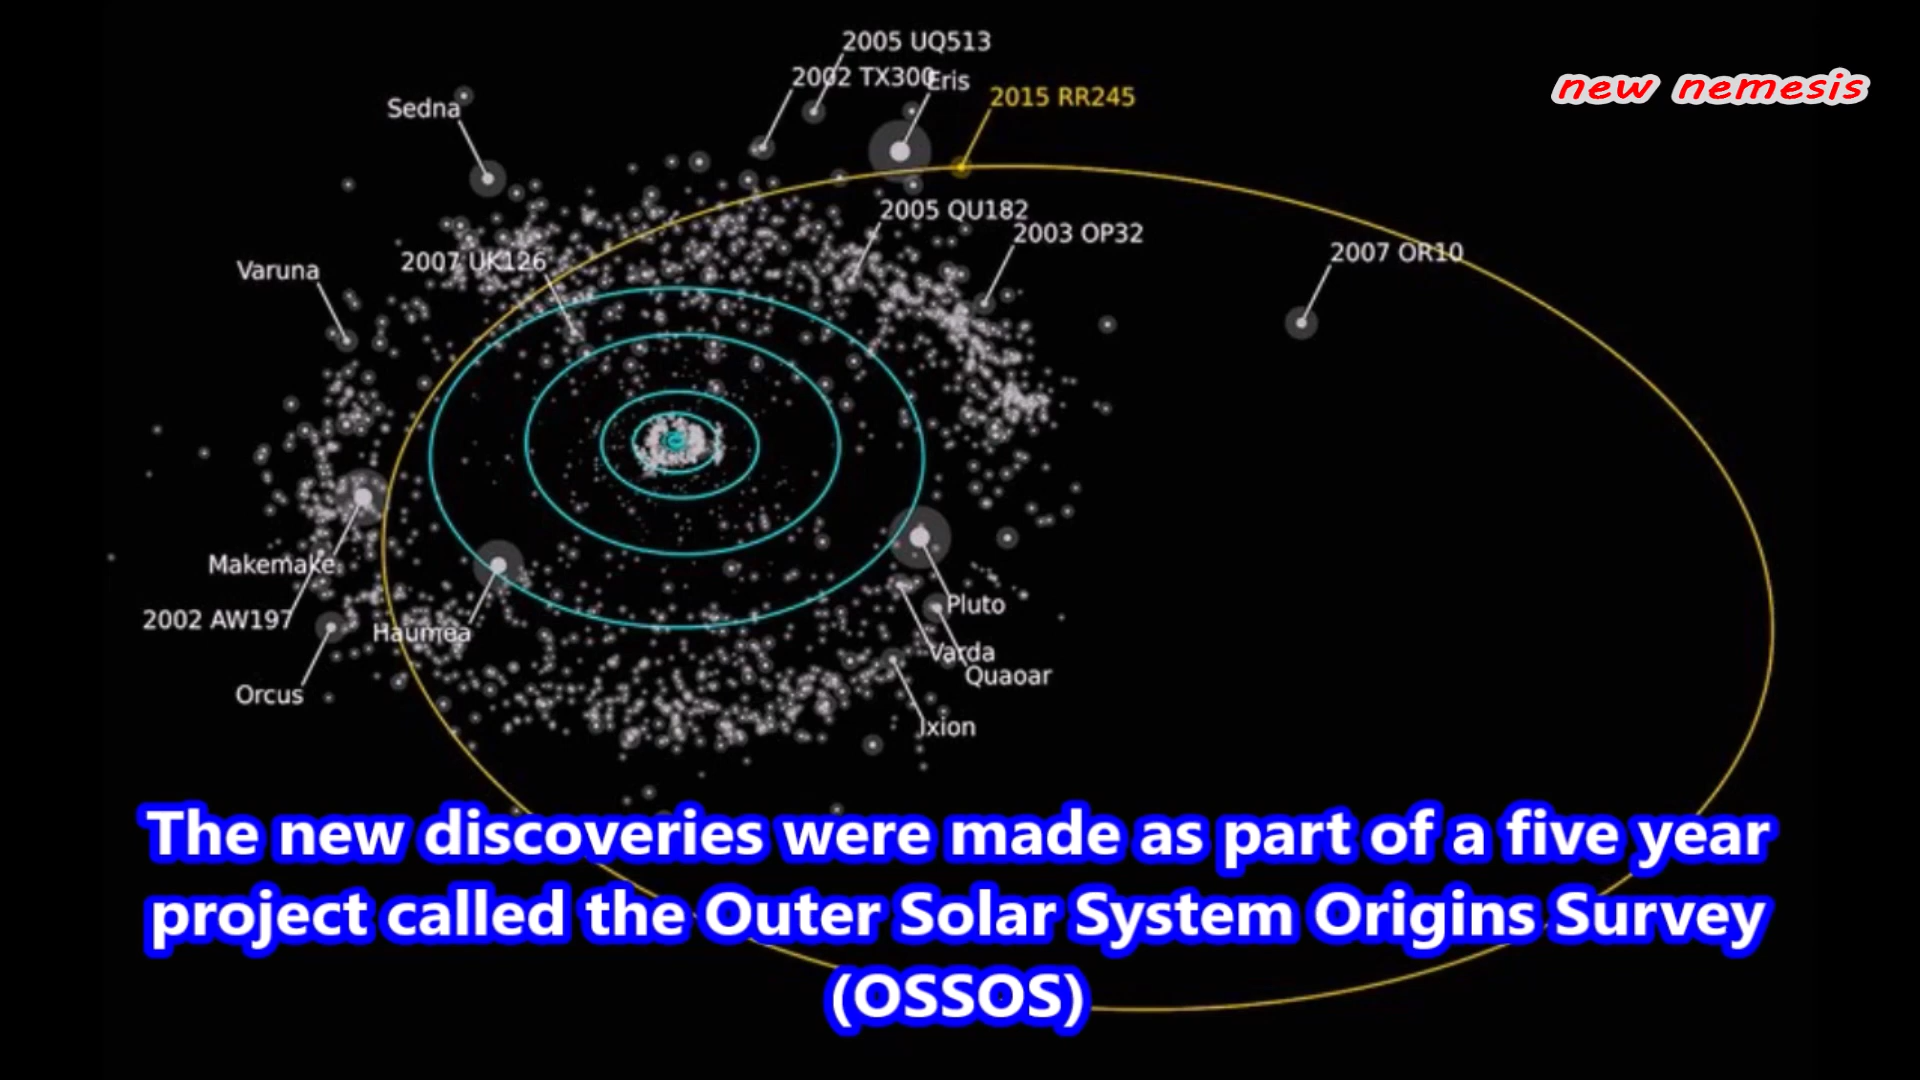 2005 UQ513
2002 TX300
Eris
2015 RR245
new nemesis
Sedna
2005 QU182
2003 OP32
2007 OR10
Varuna
2007 UK126
Makemake
2002 AW197
Haumea
Pluto
Varda
Quaoar
Orcus
Ixion
The new discoveries were made as part of a five year
project called the Outer Solar System Origins Survey
(OSSOS)